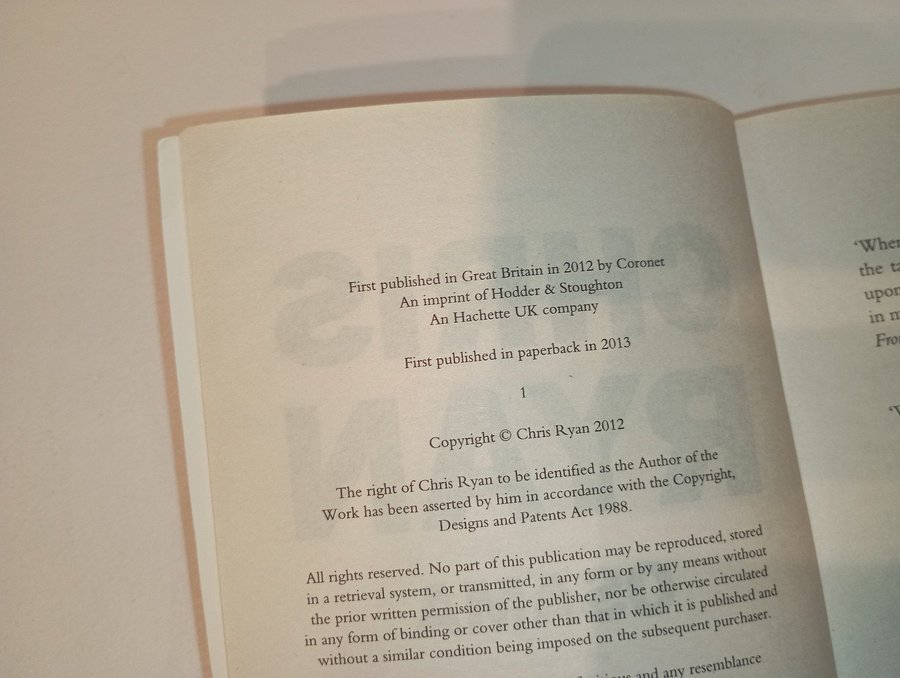 First published in Great Britain in 2012 by Coronet
An imprint of Hodder & Stoughton
An Hachette UK company
First published in paperback in 2013
1
Copyright © Chris Ryan 2012
The right of Chris Ryan to be identified as the Author of the
Work has been asserted by him in accordance with the Copyright,
Designs and Patents Act 1988.
All rights reserved. No part of this publication may be reproduced, stored
in a retrieval system, or transmitted, in any form or by any means without
the prior written permission of the publisher, nor be otherwise circulated
in any form of binding or cover other than that in which it is published and
without a similar condition being imposed on the subsequent purchaser.
and any resemblance
the
upon
in